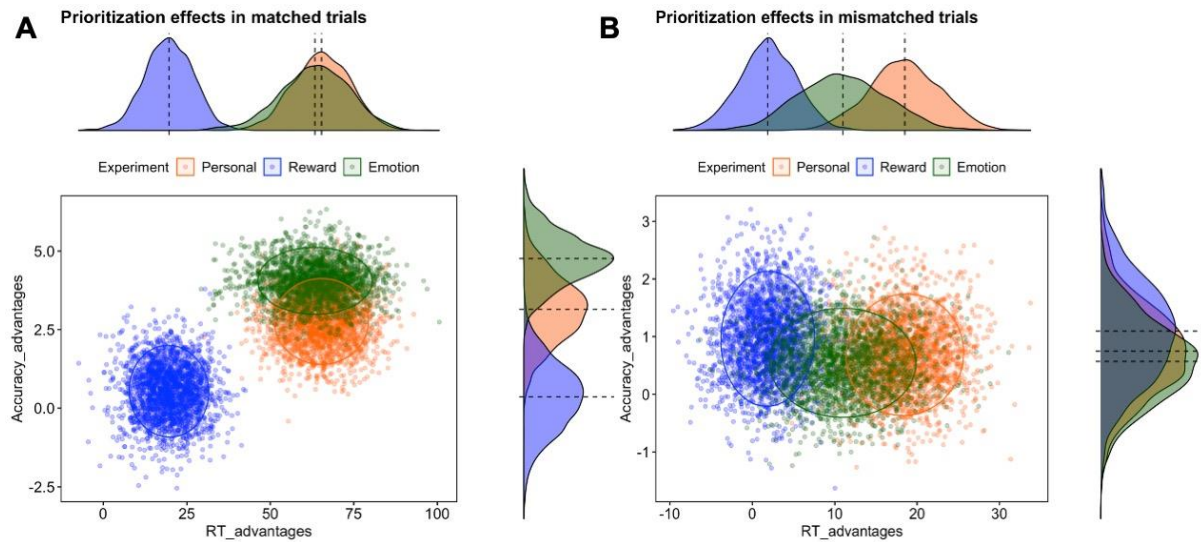 A
Prioritization effects in matched trials
Experiment Personal Reward Emotion
Accuracy_advantages
5.0
2.5
0.0
-2.5
0 25 50 75 100
RT_advantages
B
Prioritization effects in mismatched trials
Experiment Personal Reward Emotion
Accuracy_advantages
3
2
1
0
-1
-10 0 10 20 30
RT_advantages